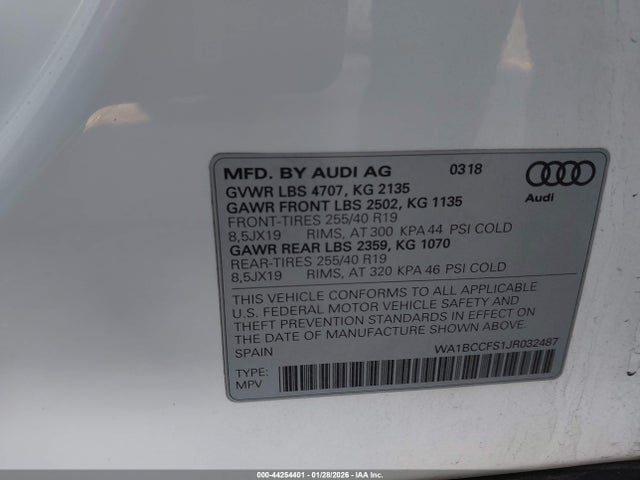 MFD. BY AUDI AG 0318
GVWR LBS 4707, KG 2135
GAWR FRONT LBS 2502, KG 1135
FRONT-TIRES 255/40 R19
8,5JX19 RIMS, AT 300 KPA 44 PSI COLD
GAWR REAR LBS 2359, KG 1070
REAR-TIRES 255/40 R19
8,5JX19 RIMS, AT 320 KPA 46 PSI COLD
Audi
THIS VEHICLE CONFORMS TO ALL APPLICABLE
U.S. FEDERAL MOTOR VEHICLE SAFETY AND
THEFT PREVENTION STANDARDS IN EFFECT ON
THE DATE OF MANUFACTURE SHOWN ABOVE.
SPAIN WA1BCCFS1JR032487
TYPE:
MPV
000-44254401 - 01/28/2026 - IAAI.CA